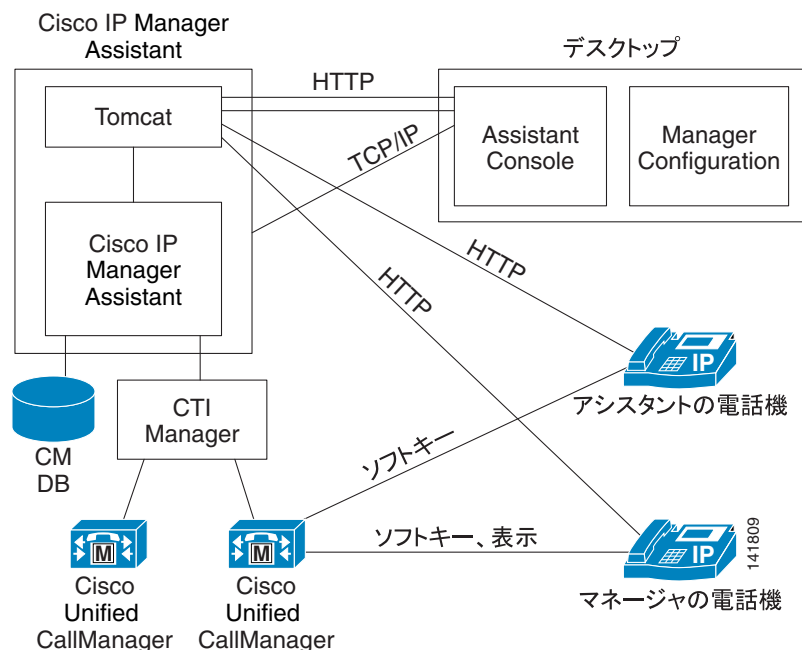 Cisco IP Manager
Assistant
デスクトップ
HTTP
Tomcat
Assistant
Console
Manager
Configuration
TCP/IP
Cisco IP
Manager
Assistant
HTTP
HTTP
IP
アシスタントの電話機
CTI
Manager
CM
DB
ソフトキー
M
Cisco
Unified
CallManager
M
Cisco
Unified
CallManager
ソフトキー、表示
IP
マネージャの電話機
141809